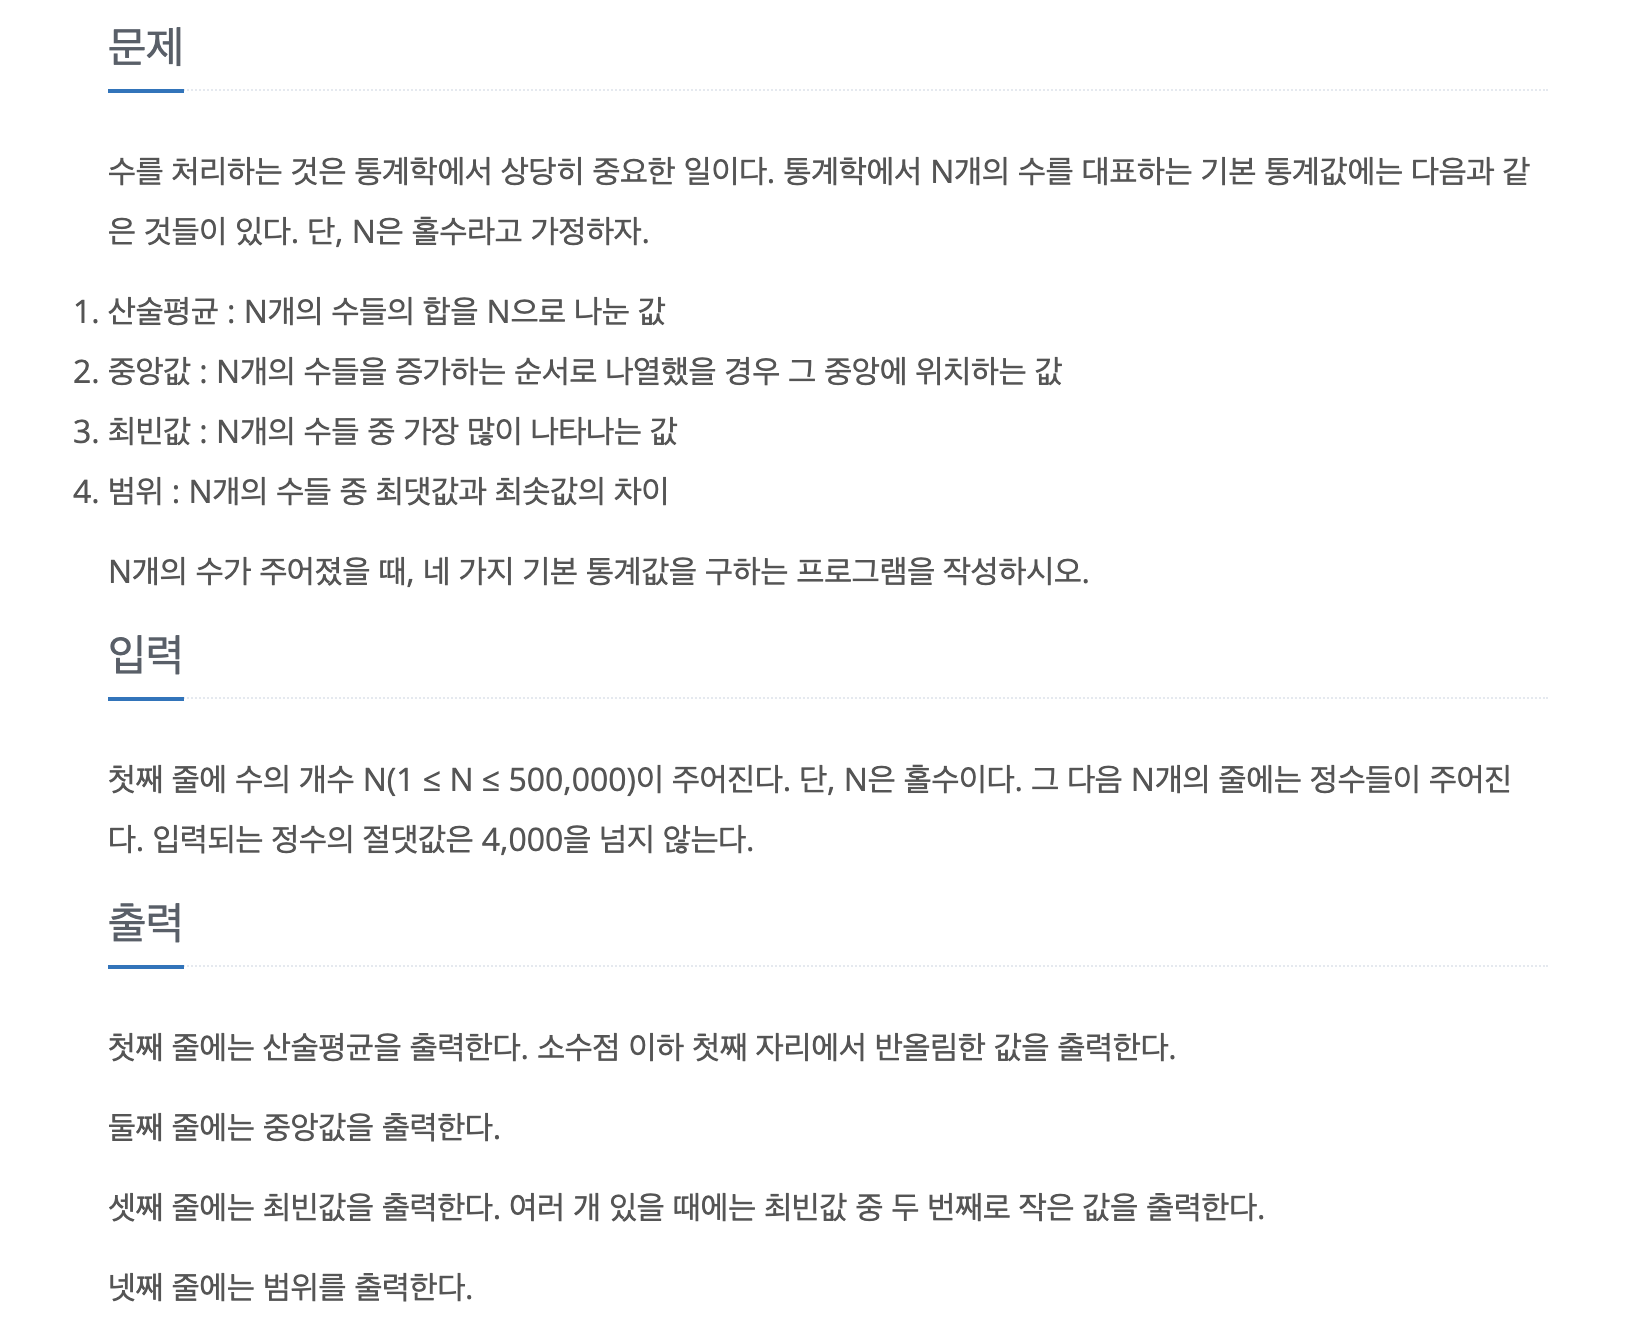 문제
수를 처리하는 것은 통계학에서 상당히 중요한 일이다. 통계학에서 N개의 수를 대표하는 기본 통계값에는 다음과 같
은 것들이 있다. 단, N은 홀수라고 가정하자.
1. 산술평균 : N개의 수들의 합을 N으로 나눈 값
2. 중앙값 : N개의 수들을 증가하는 순서로 나열했을 경우 그 중앙에 위치하는 값
3. 최빈값 : N개의 수들 중 가장 많이 나타나는 값
4. 범위 : N개의 수들 중 최댓값과 최솟값의 차이
N개의 수가 주어졌을 때, 네 가지 기본 통계값을 구하는 프로그램을 작성하시오.
입력
첫째 줄에 수의 개수 N(1 ≤ N ≤ 500,000)이 주어진다. 단, N은 홀수이다. 그 다음 N개의 줄에는 정수들이 주어진
다. 입력되는 정수의 절댓값은 4,000을 넘지 않는다.
출력
첫째 줄에는 산술평균을 출력한다. 소수점 이하 첫째 자리에서 반올림한 값을 출력한다.
둘째 줄에는 중앙값을 출력한다.
셋째 줄에는 최빈값을 출력한다. 여러 개 있을 때에는 최빈값 중 두 번째로 작은 값을 출력한다.
넷째 줄에는 범위를 출력한다.